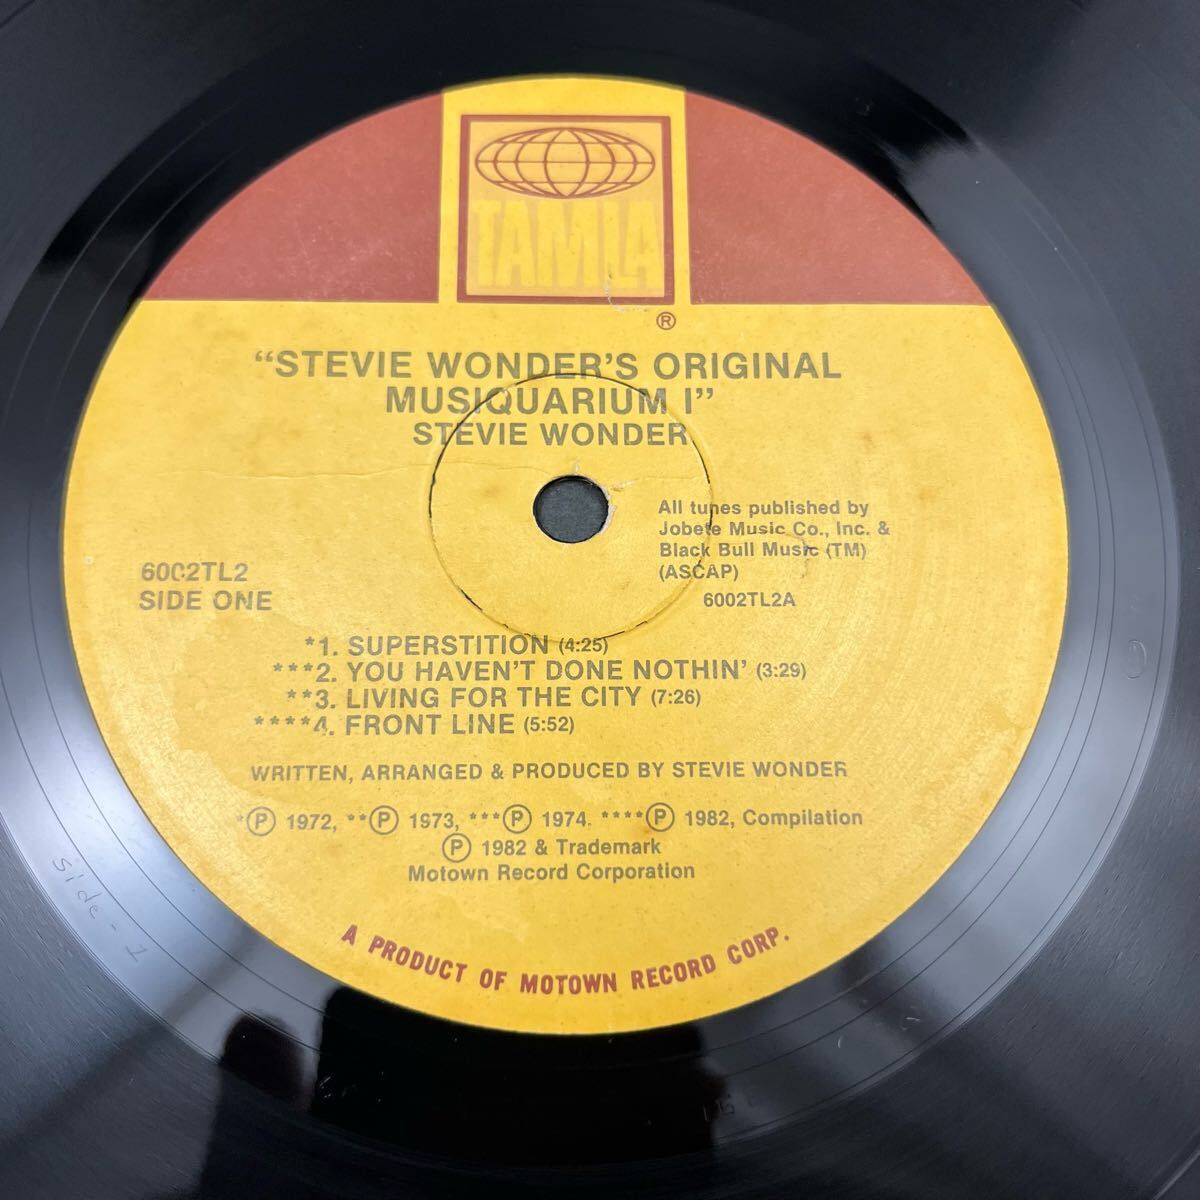 TAMLA
®
“STEVIE WONDER'S ORIGINAL
MUSIQUARIUM I”
STEVIE WONDER
All tunes published by
Jobete Music Co., Inc. &
Black Bull Music (TM)
(ASCAP)
6002TL2A
6002TL2
SIDE ONE
*1. SUPERSTITION (4:25)
***2. YOU HAVEN'T DONE NOTHIN' (3:29)
**3. LIVING FOR THE CITY (7:26)
****4. FRONT LINE (5:52)
WRITTEN, ARRANGED & PRODUCED BY STEVIE WONDER
*Ⓟ 1972, **Ⓟ 1973, ***Ⓟ 1974. ****Ⓟ 1982, Compilation
Ⓟ 1982 & Trademark
Motown Record Corporation
A PRODUCT OF MOTOWN RECORD CORP.
side - 1